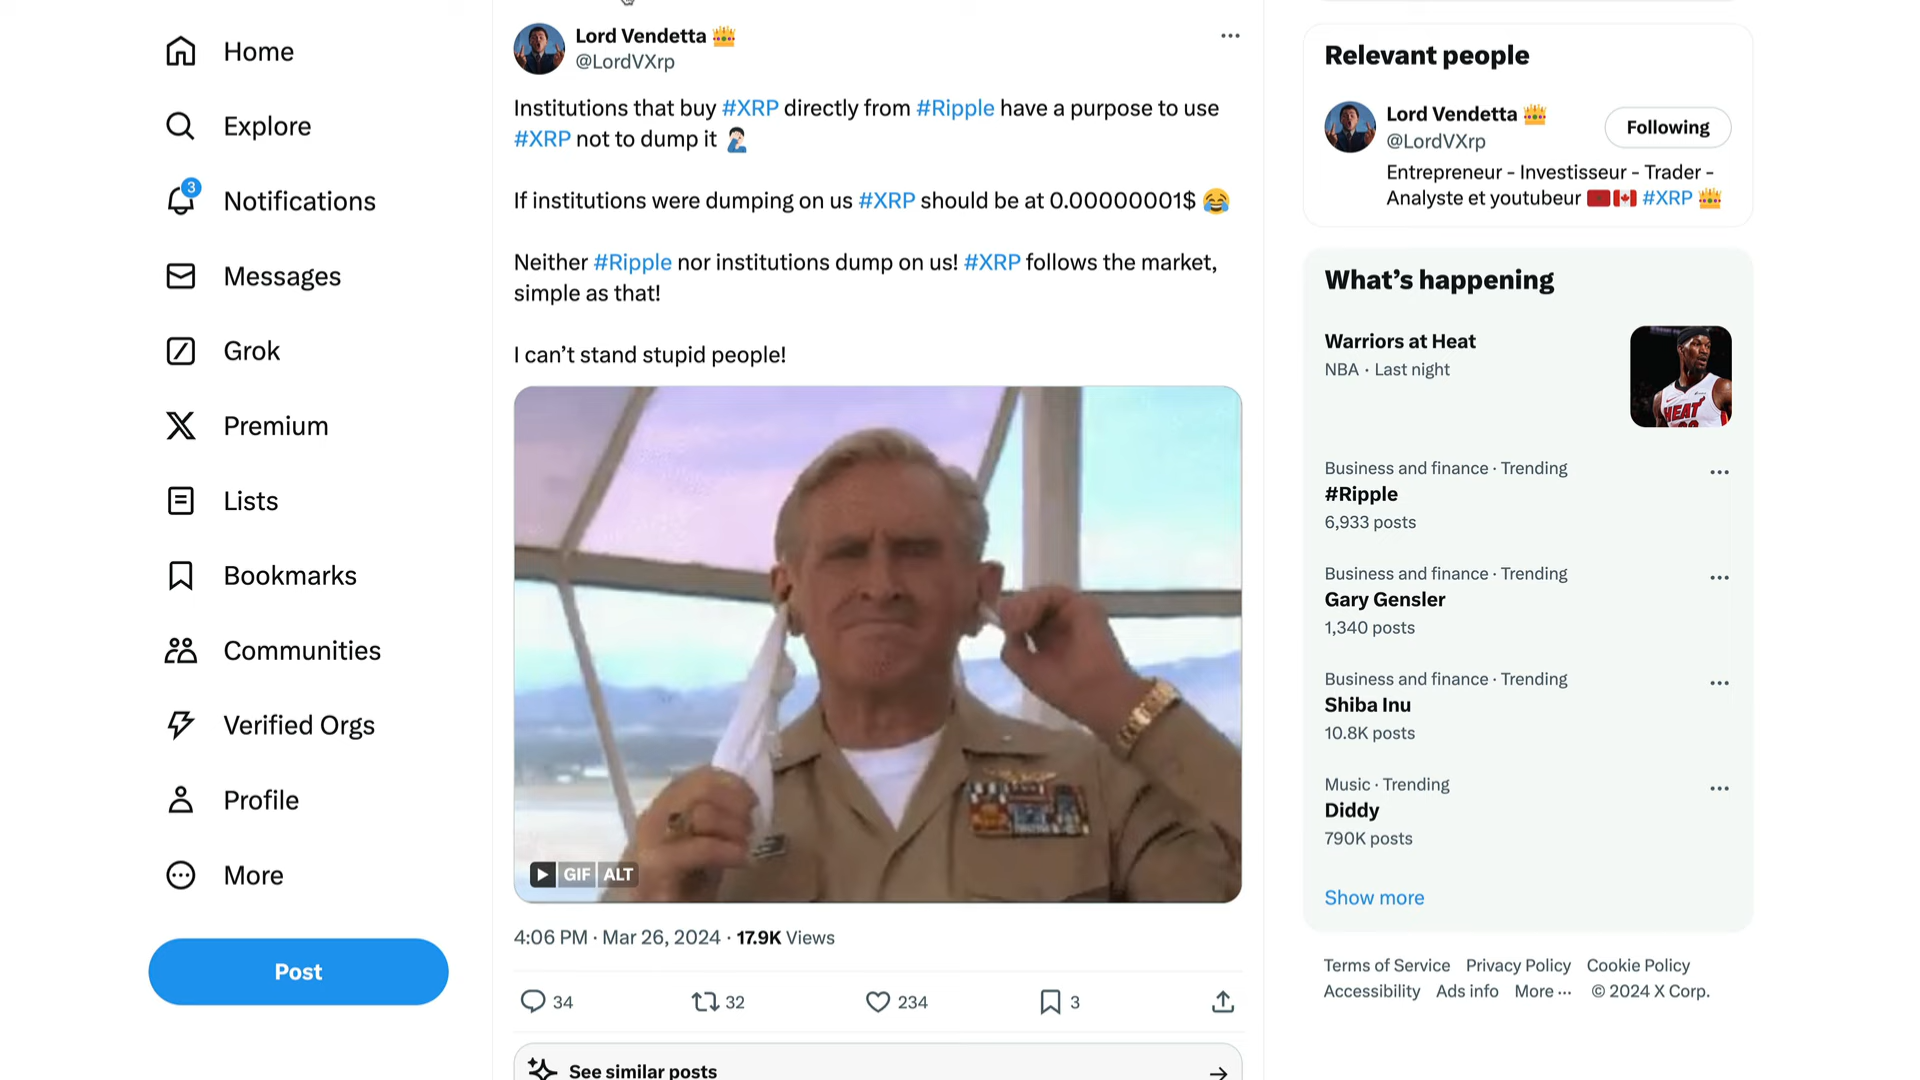 Home
Explore
3
Notifications
Messages
Grok
Premium
Lists
Bookmarks
Communities
Verified Orgs
Profile
More
Post
Lord Vendetta 👑
@LordVXrp
Institutions that buy #XRP directly from #Ripple have a purpose to use
#XRP not to dump it 🤦🏻‍♂️
If institutions were dumping on us #XRP should be at 0.00000001$ 😂
Neither #Ripple nor institutions dump on us! #XRP follows the market,
simple as that!
I can’t stand stupid people!
GIF ALT
4:06 PM · Mar 26, 2024 · 17.9K Views
34 32 234 3
See similar posts
Relevant people
Lord Vendetta 👑
@LordVXrp
Following
Entrepreneur - Investisseur - Trader -
Analyste et youtubeur 🇲🇦🇨🇦 #XRP 👑
What’s happening
Warriors at Heat
NBA · Last night
HEAT
Business and finance · Trending
#Ripple
6,933 posts
Business and finance · Trending
Gary Gensler
1,340 posts
Business and finance · Trending
Shiba Inu
10.8K posts
Music · Trending
Diddy
790K posts
Show more
Terms of Service Privacy Policy Cookie Policy
Accessibility Ads info More ··· © 2024 X Corp.